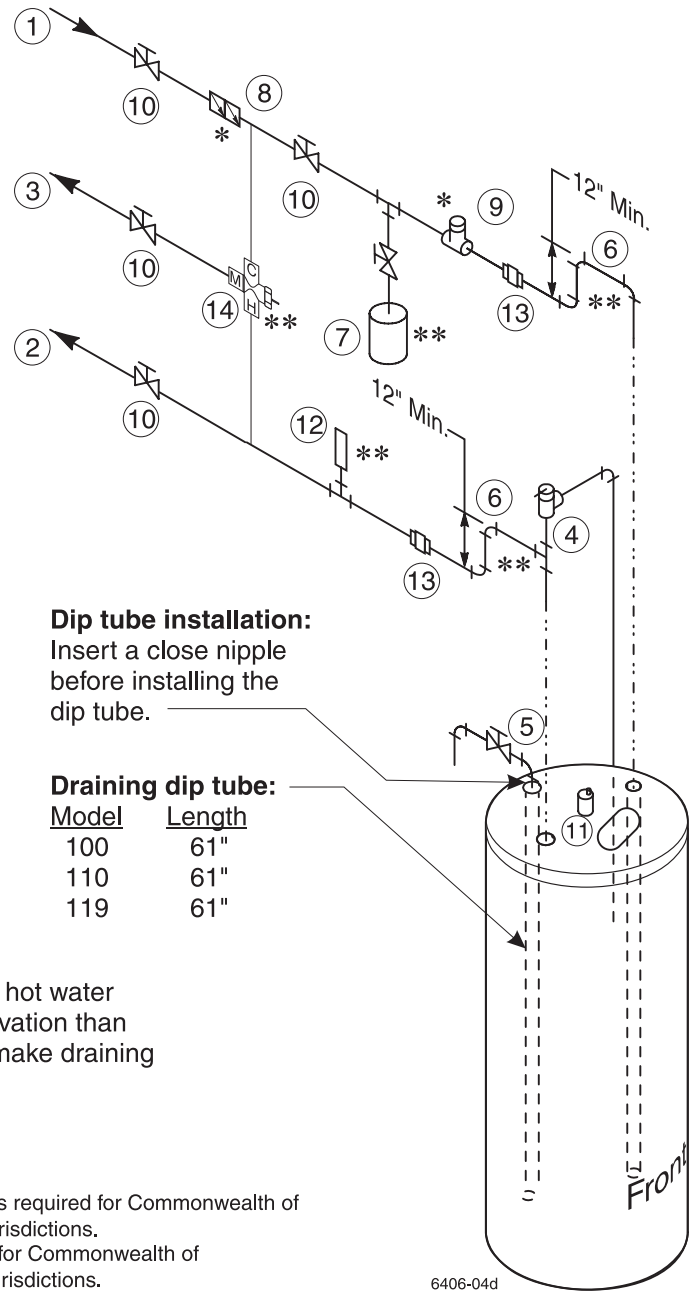 1
10
*
8
10
12" Min.
3
10
M
C
H
14
**
*
9
13
6
**
7
**
2
10
12" Min.
12
**
6
13
**
4
Dip tube installation:
Insert a close nipple
before installing the
dip tube.
5
Draining dip tube:
Model Length
100 61"
110 61"
119 61"
11
hot water
vation than
make draining
s required for Commonwealth of
risdictions.
for Commonwealth of
risdictions.
Front
6406-04d